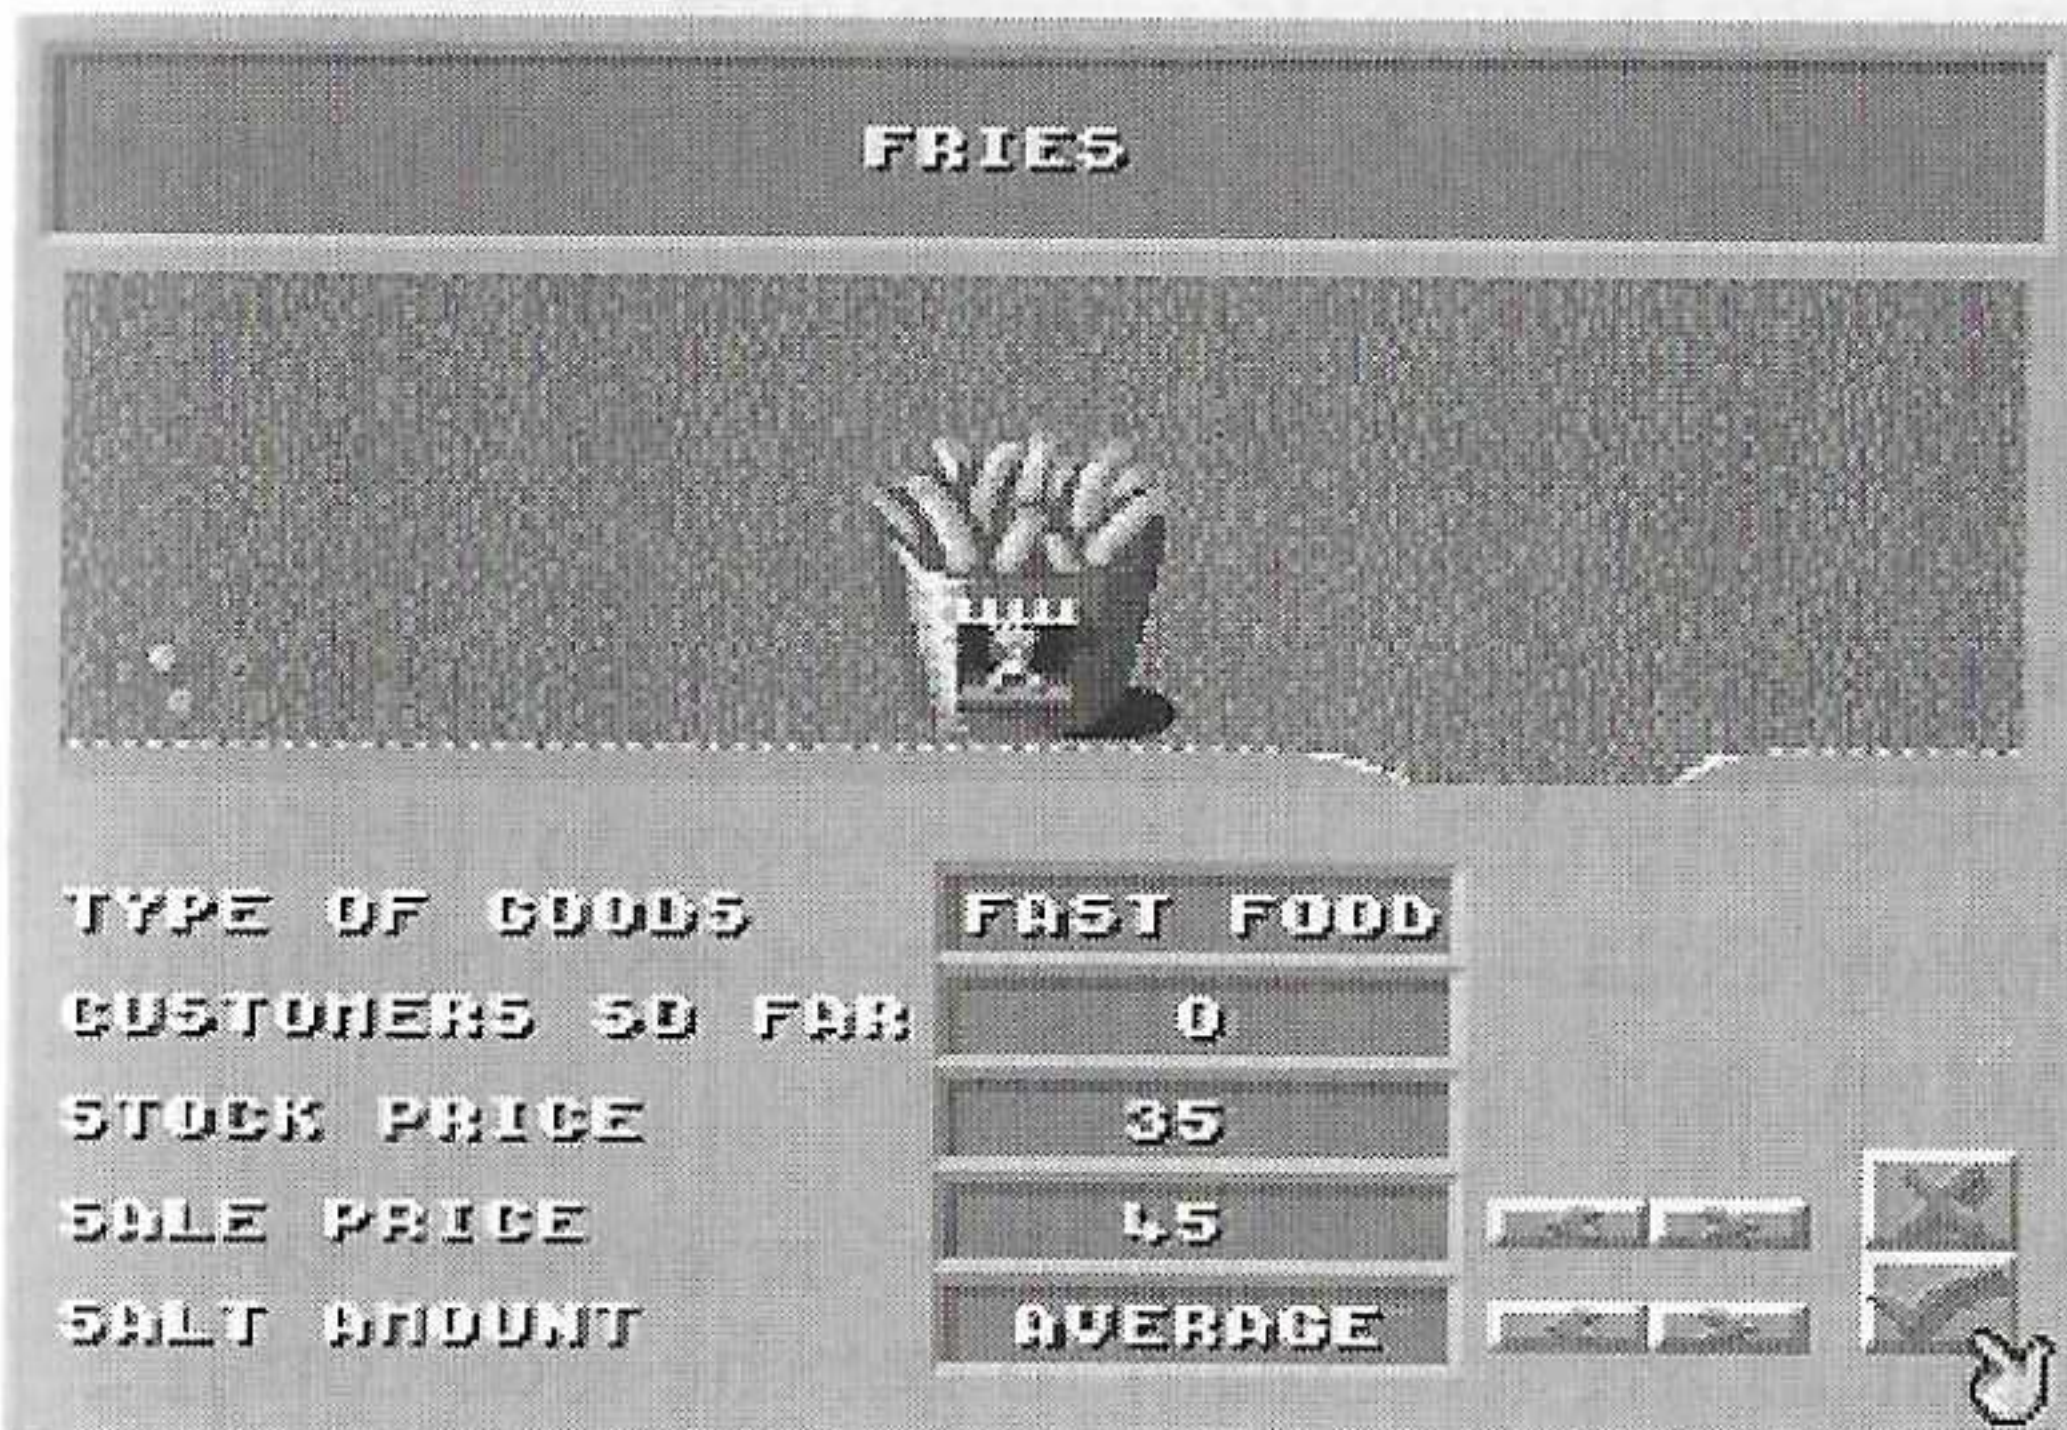 FRIES
TYPE OF GOODS FAST FOOD
CUSTOMERS SO FAR 0
STOCK PRICE 35
SALE PRICE 45
SALT AMOUNT AVERAGE